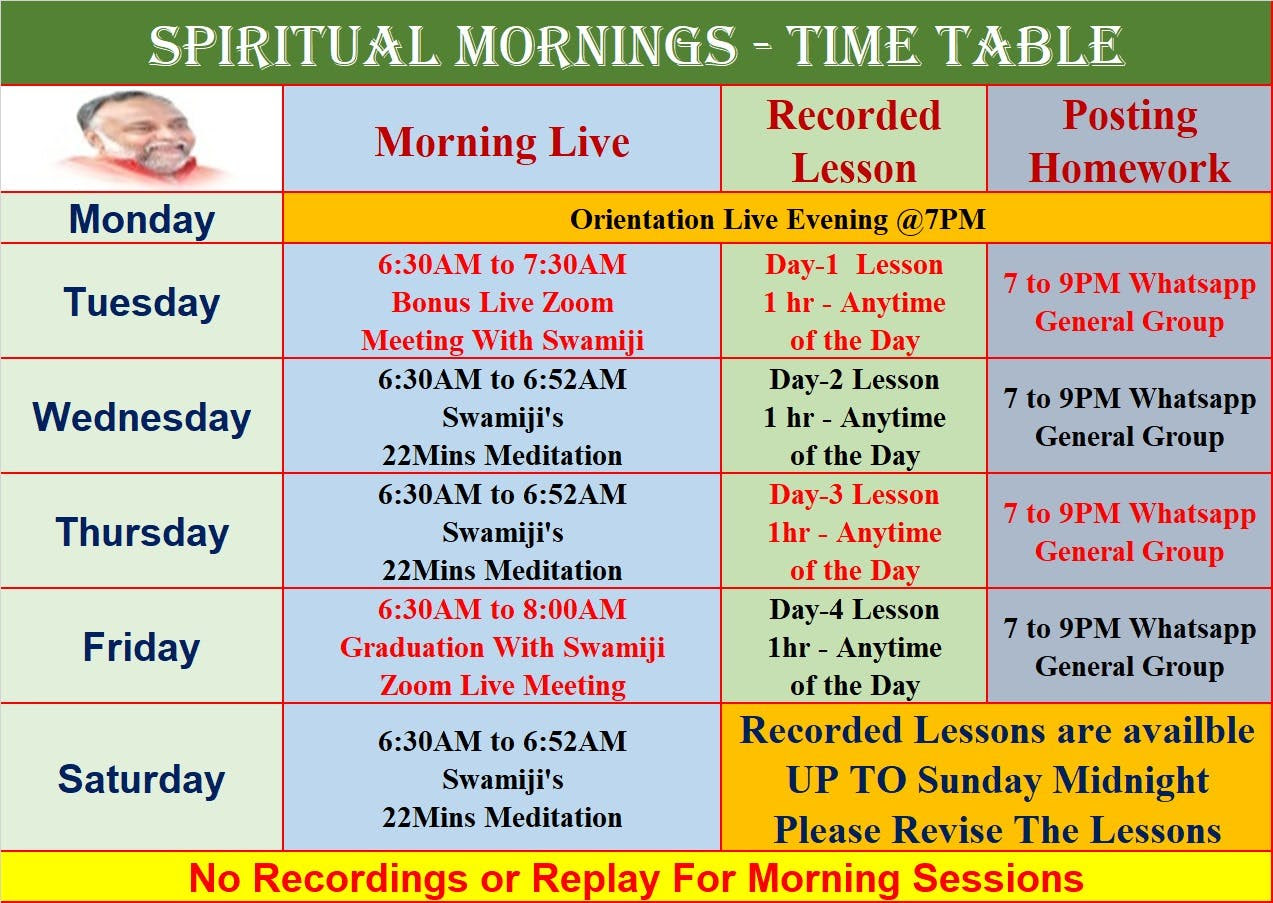 SPIRITUAL MORNINGS - TIME TABLE
Morning Live
Recorded
Lesson
Posting
Homework
Monday
Orientation Live Evening @7PM
Tuesday
6:30AM to 7:30AM
Bonus Live Zoom
Meeting With Swamiji
Day-1 Lesson
1 hr - Anytime
of the Day
7 to 9PM Whatsapp
General Group
Wednesday
6:30AM to 6:52AM
Swamiji's
22Mins Meditation
Day-2 Lesson
1 hr - Anytime
of the Day
7 to 9PM Whatsapp
General Group
Thursday
6:30AM to 6:52AM
Swamiji's
22Mins Meditation
Day-3 Lesson
1hr - Anytime
of the Day
7 to 9PM Whatsapp
General Group
Friday
6:30AM to 8:00AM
Graduation With Swamiji
Zoom Live Meeting
Day-4 Lesson
1hr - Anytime
of the Day
7 to 9PM Whatsapp
General Group
Saturday
6:30AM to 6:52AM
Swamiji's
22Mins Meditation
Recorded Lessons are availble
UP TO Sunday Midnight
Please Revise The Lessons
No Recordings or Replay For Morning Sessions